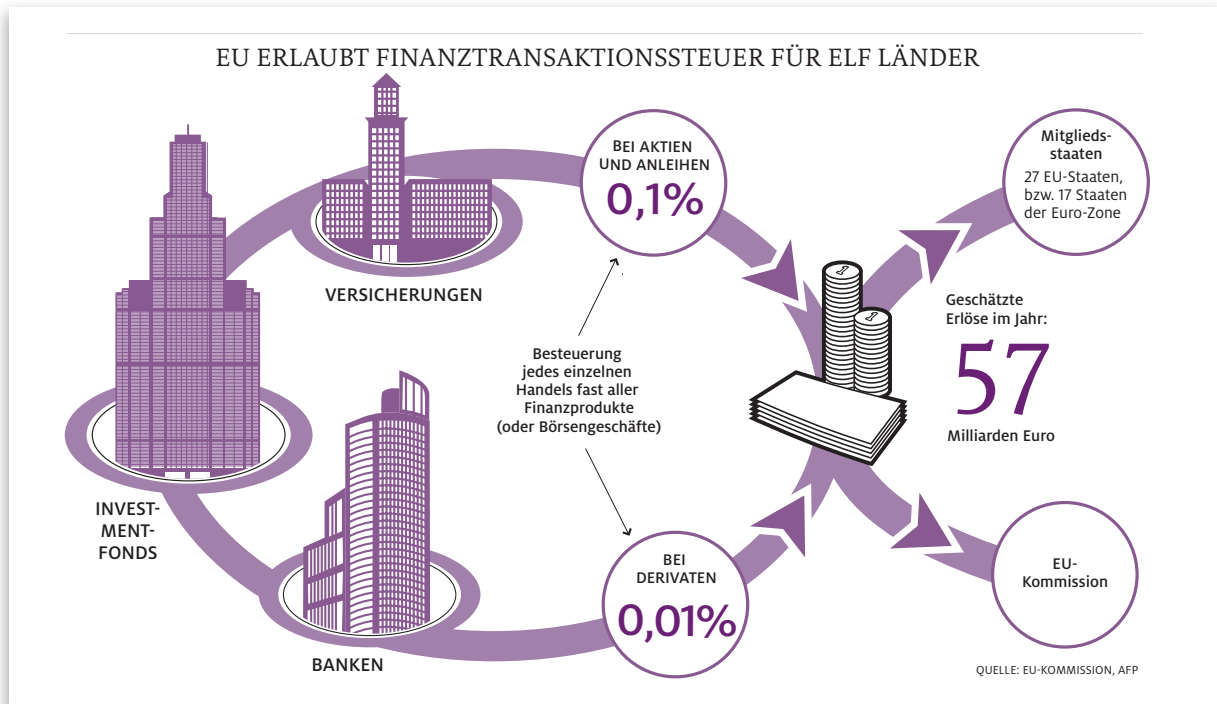 EU ERLAUBT FINANZTRANSAKTIONSSTEUER FÜR ELF LÄNDER
VERSICHERUNGEN
INVEST-
MENT-
FONDS
BANKEN
BEI AKTIEN
UND ANLEIHEN
0,1%
Besteuerung
jedes einzelnen
Handels fast aller
Finanzprodukte
(oder Börsengeschäfte)
BEI
DERIVATEN
0,01%
Mitglieds-
staaten
27 EU-Staaten,
bzw. 17 Staaten
der Euro-Zone
Geschätzte
Erlöse im Jahr:
57
Milliarden Euro
EU-
Kommission
QUELLE: EU-KOMMISSION, AFP